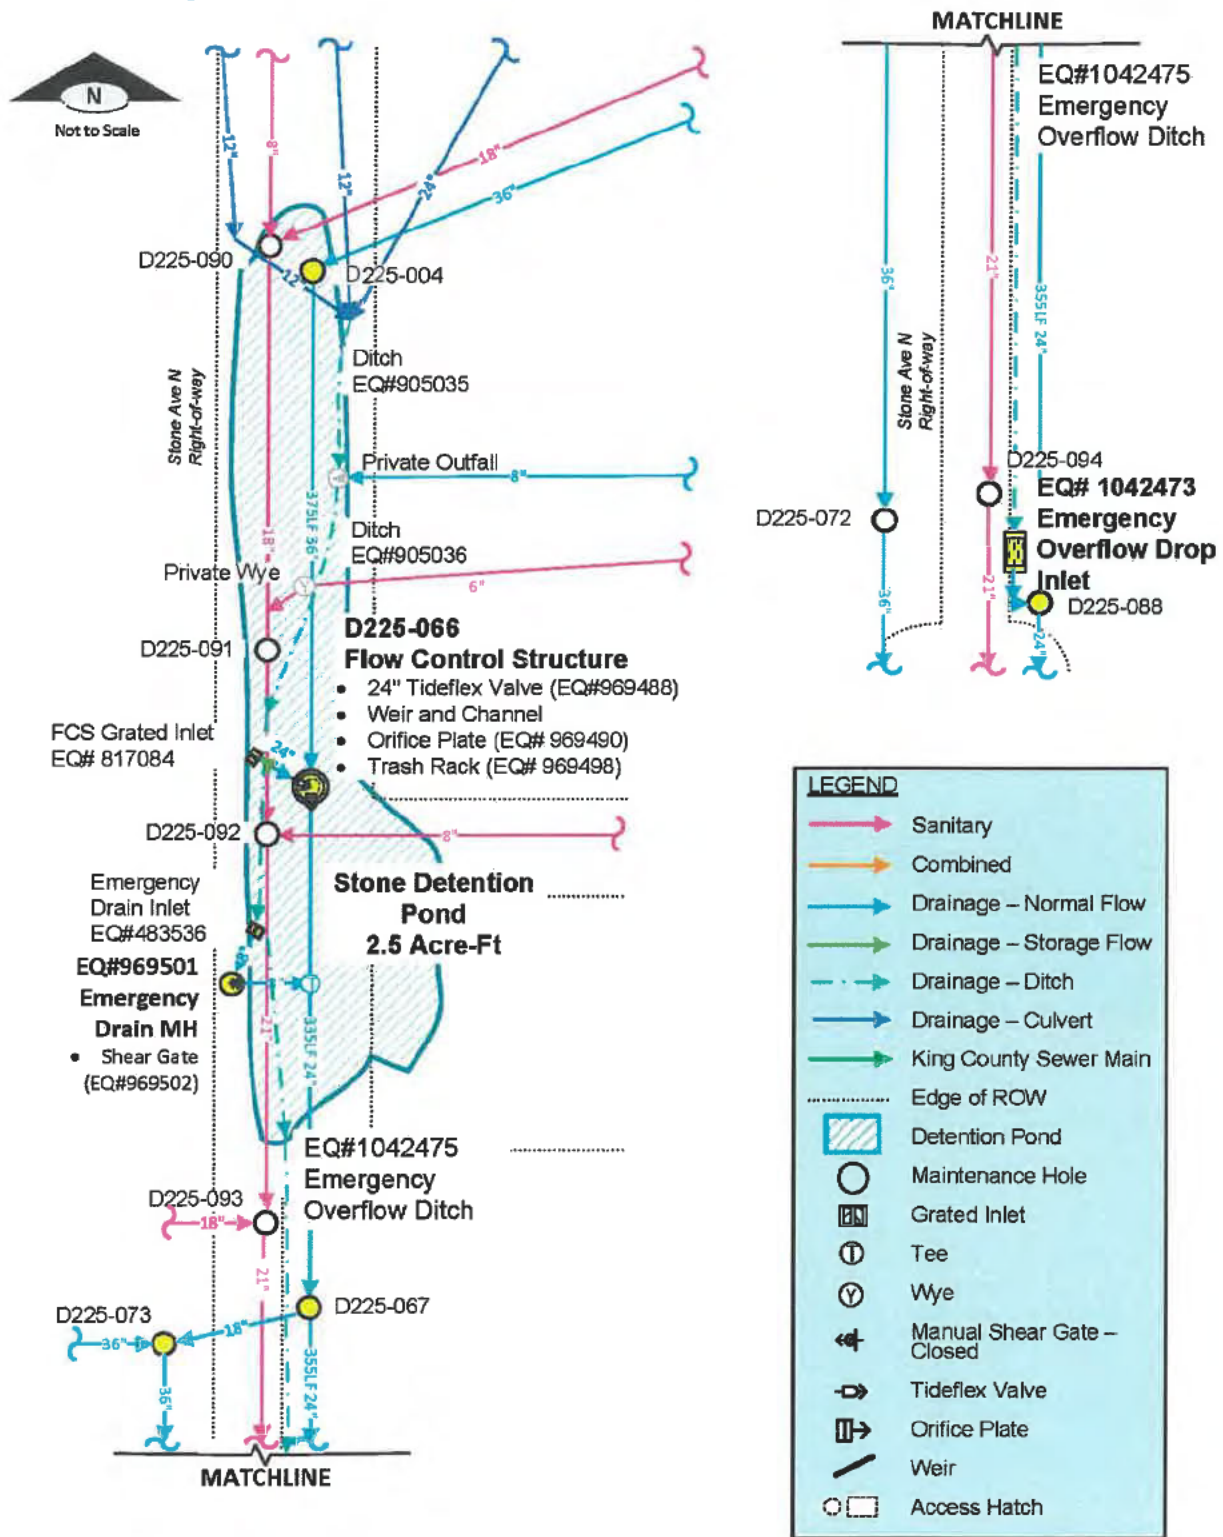 MATCHLINE
N
Not to Scale
12"
8"
12"
24"
18"
36"
D225-090
12"
D225-004
Ditch
EQ#905035
Stone Ave N
Right-of-way
Private Outfall
8"
375LF 36"
18"
Ditch
EQ#905036
Private Wye
Y
6"
D225-091
D225-066
Flow Control Structure
• 24" Tideflex Valve (EQ#969488)
• Weir and Channel
• Orifice Plate (EQ# 969490)
• Trash Rack (EQ# 969498)
FCS Grated Inlet
EQ# 817084
24"
D225-092
8"
Emergency
Drain Inlet
EQ#483536
Stone Detention
Pond
2.5 Acre-Ft
EQ#969501
Emergency
Drain MH
• Shear Gate
(EQ#969502)
8"
21"
335LF 24"
EQ#1042475
Emergency
Overflow Ditch
D225-093
18"
21"
D225-073
D225-067
36"
18"
36"
355LF 24"
MATCHLINE
EQ#1042475
Emergency
Overflow Ditch
36"
21"
355LF 24"
Stone Ave N
Right-of-way
D225-094
EQ# 1042473
Emergency
Overflow Drop
Inlet
D225-072
D225-088
36"
21"
24"
LEGEND
Sanitary
Combined
Drainage – Normal Flow
Drainage – Storage Flow
Drainage – Ditch
Drainage – Culvert
King County Sewer Main
Edge of ROW
Detention Pond
Maintenance Hole
Grated Inlet
T
Tee
Y
Wye
Manual Shear Gate –
Closed
Tideflex Valve
Orifice Plate
Weir
Access Hatch